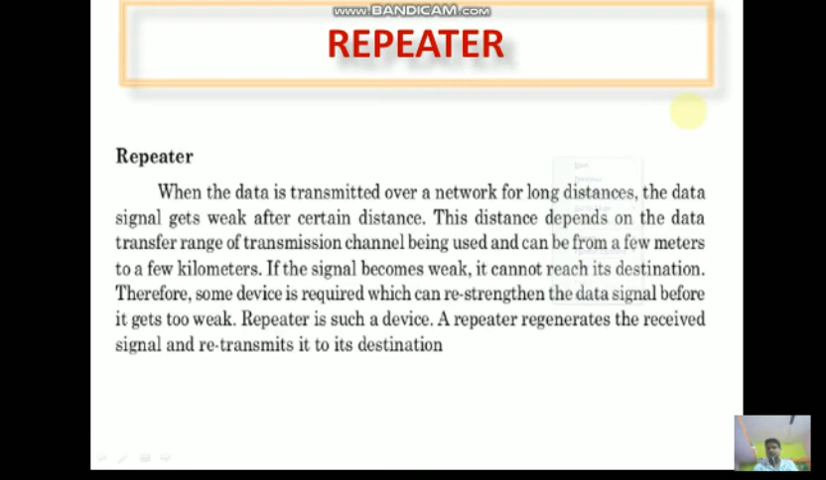 www.BANDICAM.com
REPEATER
Repeater
When the data is transmitted over a network for long distances, the data
signal gets weak after certain distance. This distance depends on the data
transfer range of transmission channel being used and can be from a few meters
to a few kilometers. If the signal becomes weak, it cannot reach its destination.
Therefore, some device is required which can re-strengthen the data signal before
it gets too weak. Repeater is such a device. A repeater regenerates the received
signal and re-transmits it to its destination